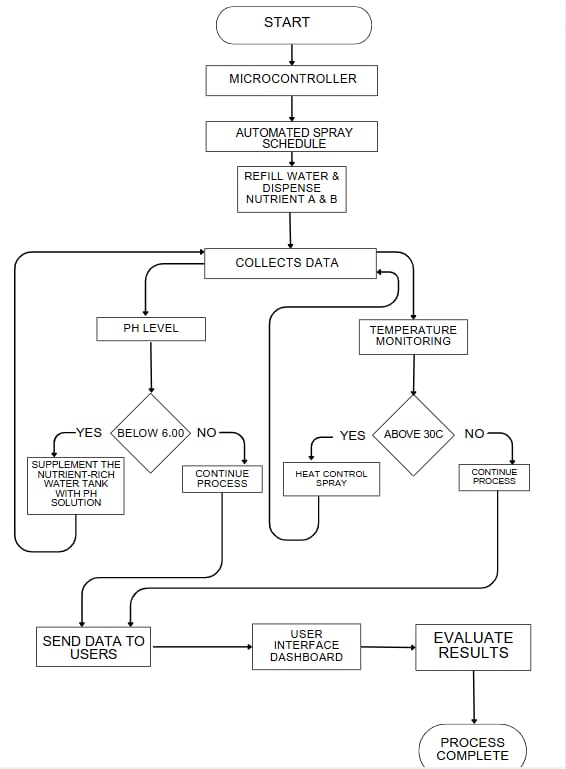 START
MICROCONTROLLER
AUTOMATED SPRAY
SCHEDULE
REFILL WATER &
DISPENSE
NUTRIENT A & B
COLLECTS DATA
PH LEVEL
TEMPERATURE
MONITORING
YES
BELOW 6.00
NO
YES
ABOVE 30C
NO
SUPPLEMENT THE
NUTRIENT-RICH
WATER TANK
WITH PH
SOLUTION
CONTINUE
PROCESS
HEAT CONTROL
SPRAY
CONTINUE
PROCESS
SEND DATA TO
USERS
USER
INTERFACE
DASHBOARD
EVALUATE
RESULTS
PROCESS
COMPLETE